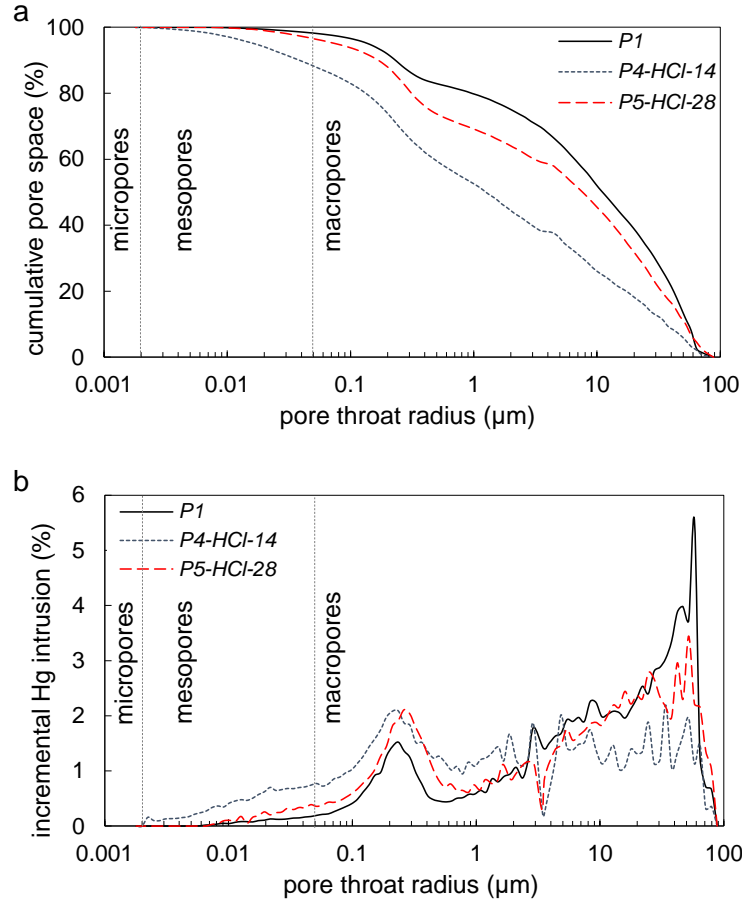 a
cumulative pore space (%)
100
80
60
40
20
0
micropores
mesopores
macropores
P1
P4-HCl-14
P5-HCl-28
0.001 0.01 0.1 1 10 100
pore throat radius (µm)
b
incremental Hg intrusion (%)
6
5
4
3
2
1
0
P1
P4-HCl-14
P5-HCl-28
micropores
mesopores
macropores
0.001 0.01 0.1 1 10 100
pore throat radius (µm)